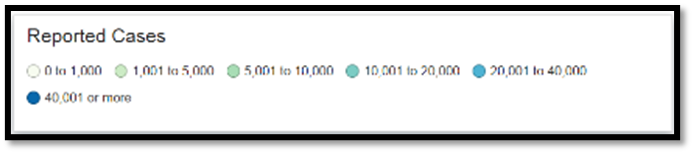 Reported Cases
0 to 1,000 1,001 to 5,000 5,001 to 10,000 10,001 to 20,000 20,001 to 40,000
40,001 or more